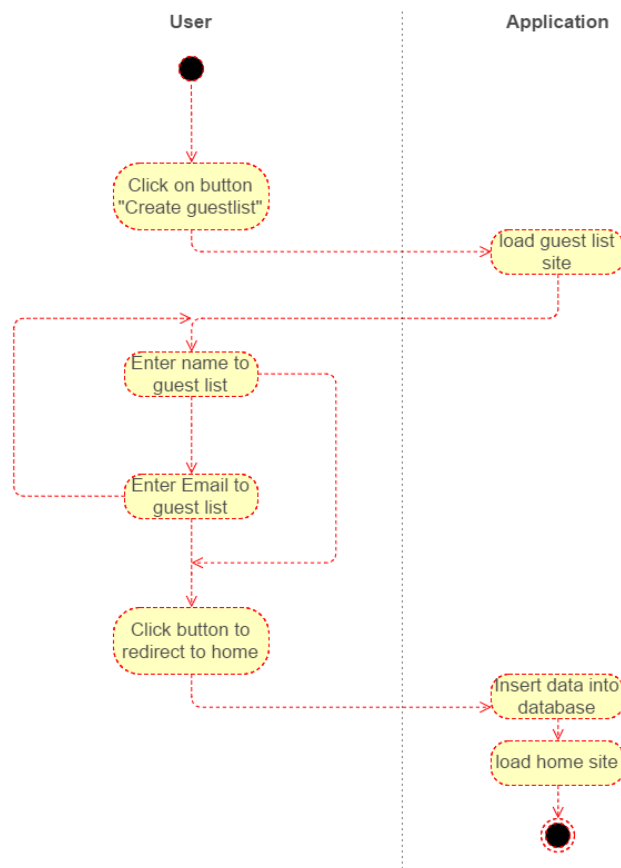 User
Application
Click on button
"Create guestlist"
load guest list
site
Enter name to
guest list
Enter Email to
guest list
Click button to
redirect to home
Insert data into
database
load home site